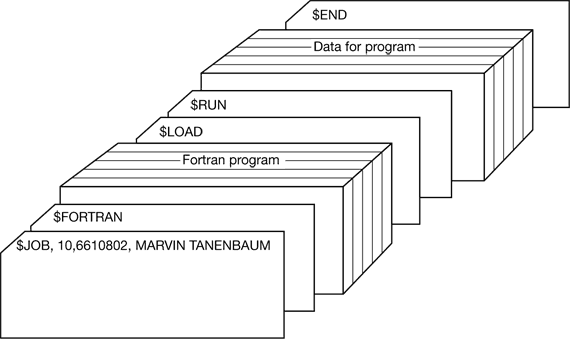 $END
Data for program
$RUN
$LOAD
Fortran program
$FORTRAN
$JOB, 10,6610802, MARVIN TANENBAUM